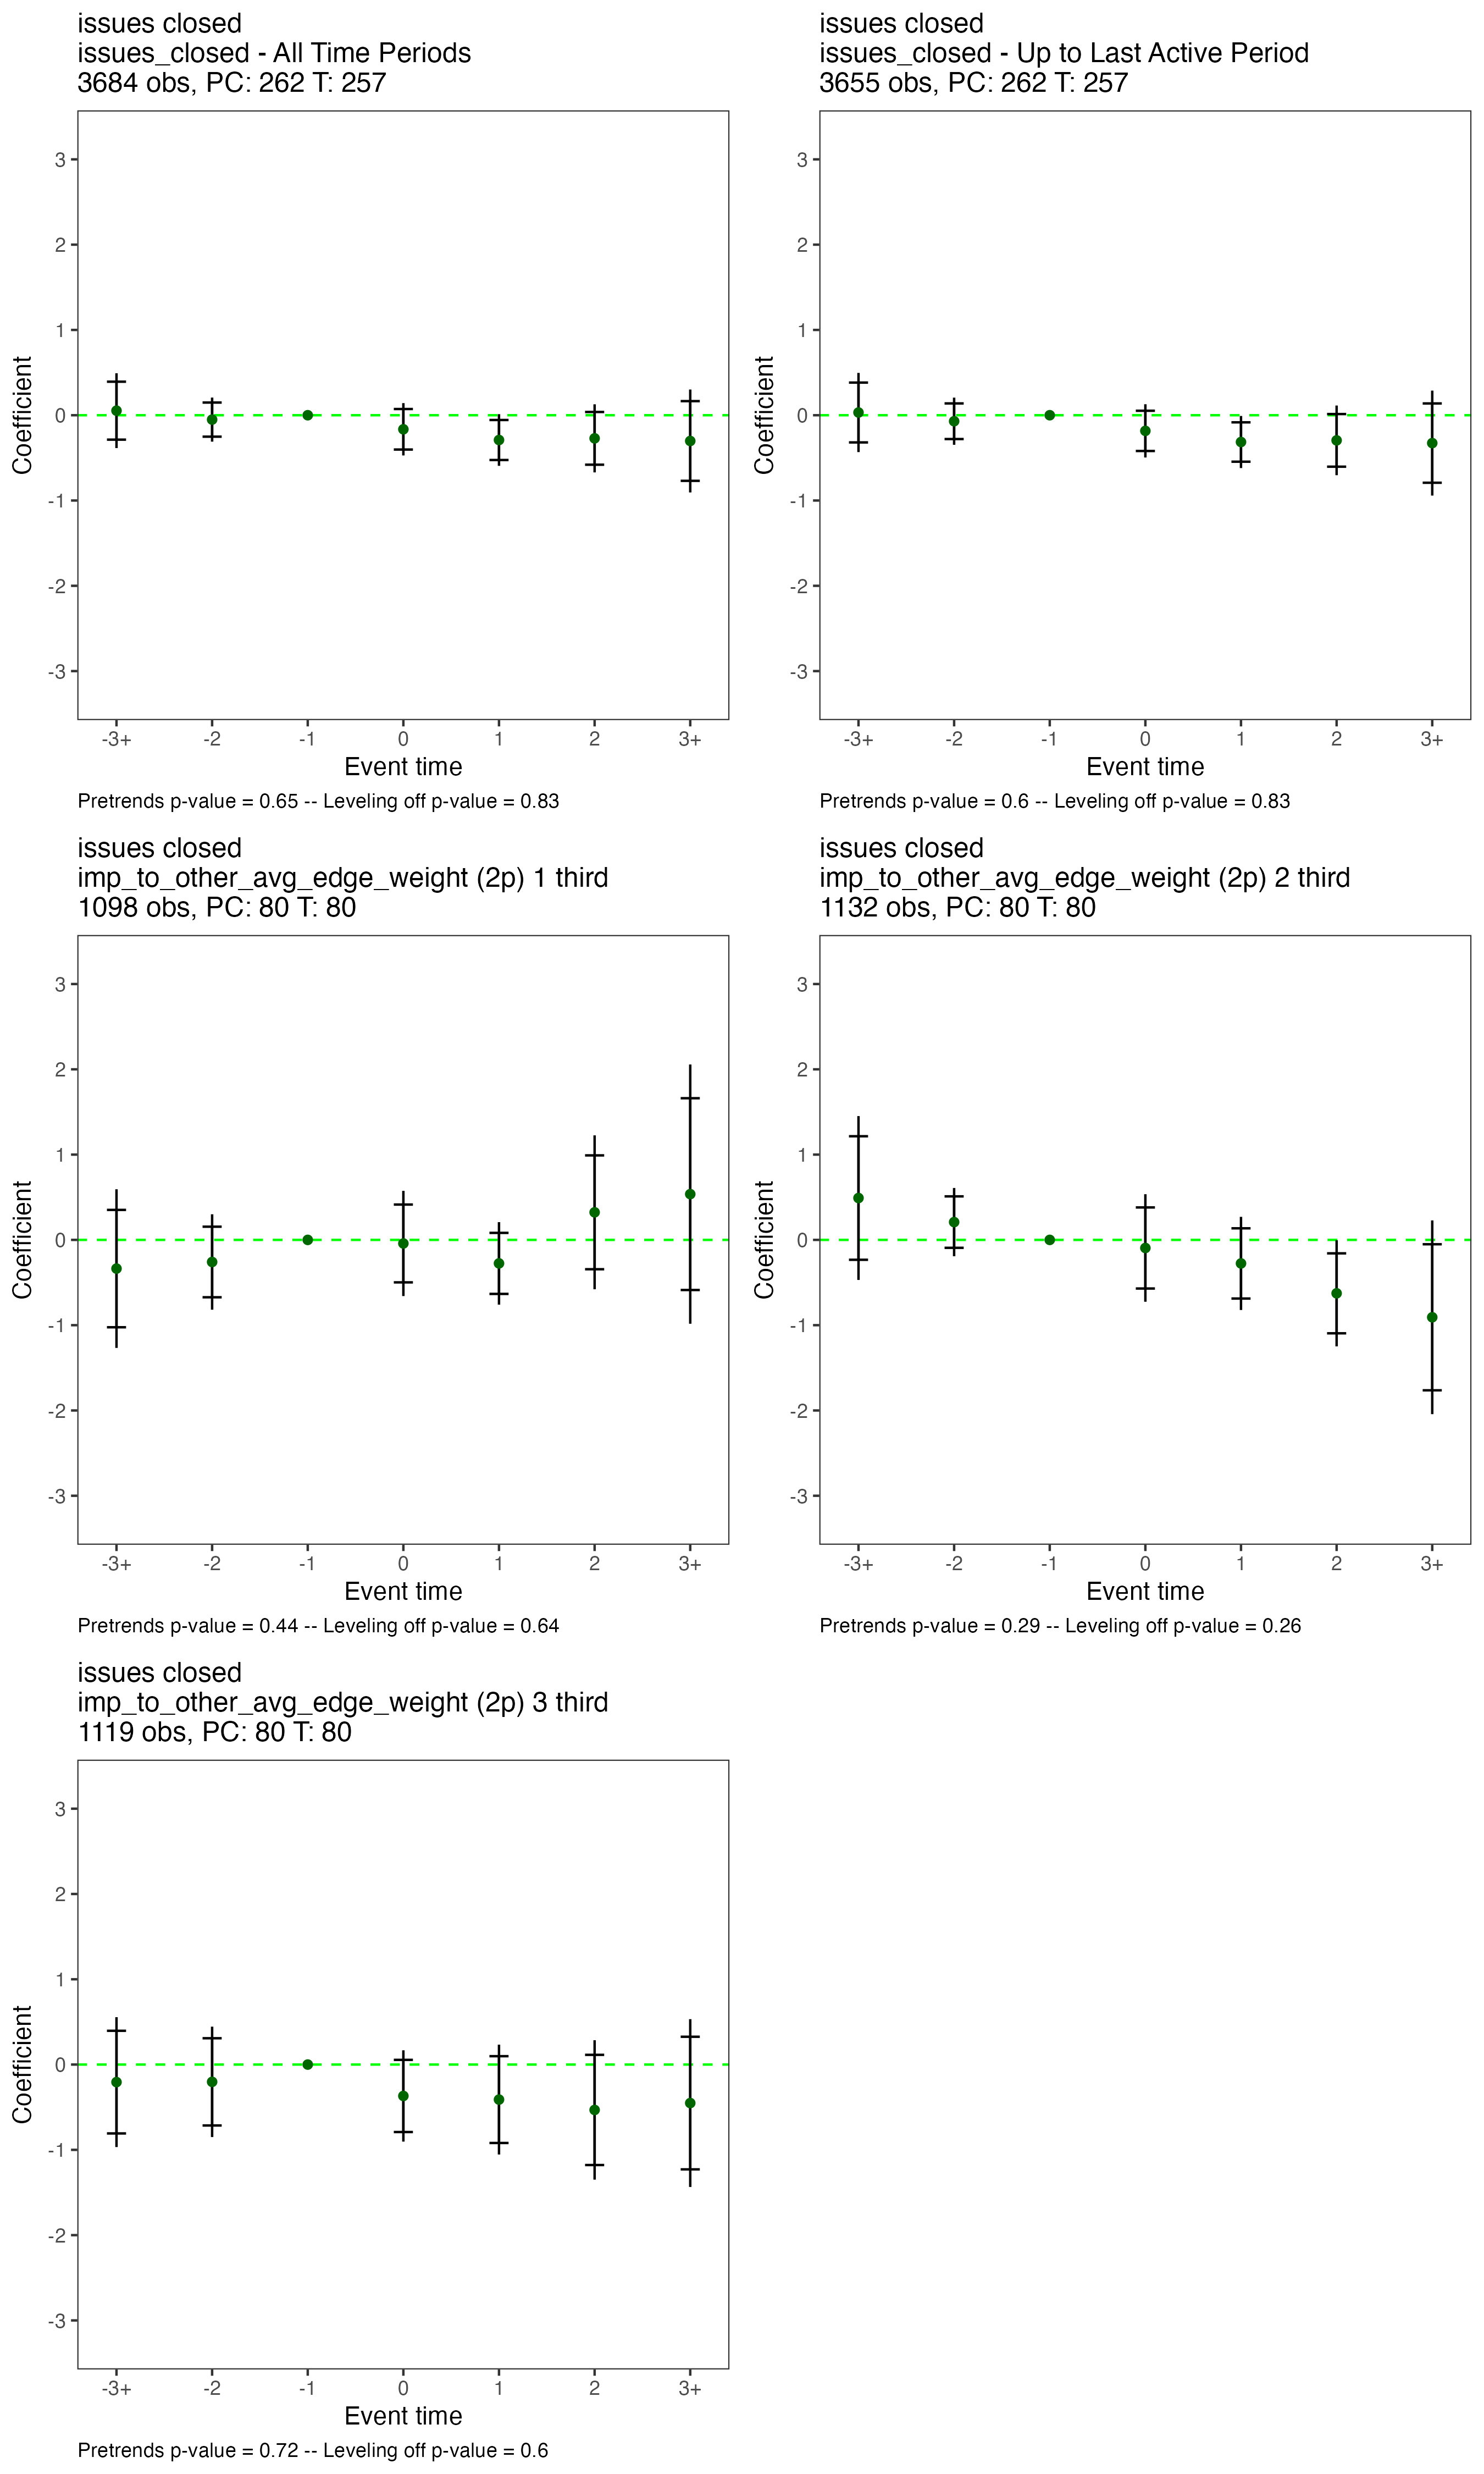 issues closed
issues_closed - All Time Periods
3684 obs, PC: 262 T: 257
Coefficient
3
2
1
0
-1
-2
-3
-3+ -2 -1 0 1 2 3+
Event time
Pretrends p-value = 0.65 -- Leveling off p-value = 0.83
issues closed
issues_closed - Up to Last Active Period
3655 obs, PC: 262 T: 257
Coefficient
3
2
1
0
-1
-2
-3
-3+ -2 -1 0 1 2 3+
Event time
Pretrends p-value = 0.6 -- Leveling off p-value = 0.83
issues closed
imp_to_other_avg_edge_weight (2p) 1 third
1098 obs, PC: 80 T: 80
Coefficient
3
2
1
0
-1
-2
-3
-3+ -2 -1 0 1 2 3+
Event time
Pretrends p-value = 0.44 -- Leveling off p-value = 0.64
issues closed
imp_to_other_avg_edge_weight (2p) 2 third
1132 obs, PC: 80 T: 80
Coefficient
3
2
1
0
-1
-2
-3
-3+ -2 -1 0 1 2 3+
Event time
Pretrends p-value = 0.29 -- Leveling off p-value = 0.26
issues closed
imp_to_other_avg_edge_weight (2p) 3 third
1119 obs, PC: 80 T: 80
Coefficient
3
2
1
0
-1
-2
-3
-3+ -2 -1 0 1 2 3+
Event time
Pretrends p-value = 0.72 -- Leveling off p-value = 0.6